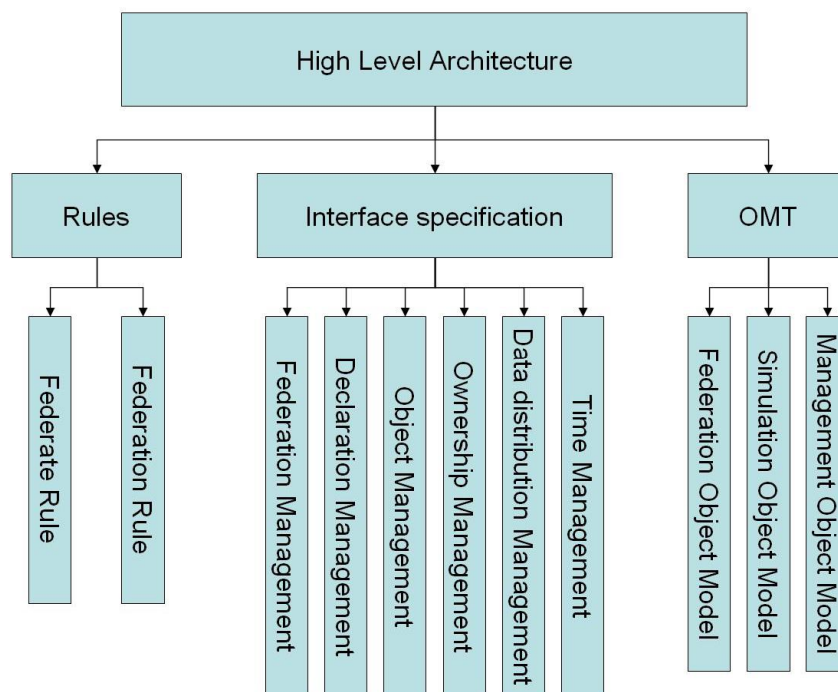 High Level Architecture
Rules
Interface specification
OMT
Federate Rule
Federation Rule
Federation Management
Declaration Management
Object Management
Ownership Management
Data distribution Management
Time Management
Federation Object Model
Simulation Object Model
Management Object Model